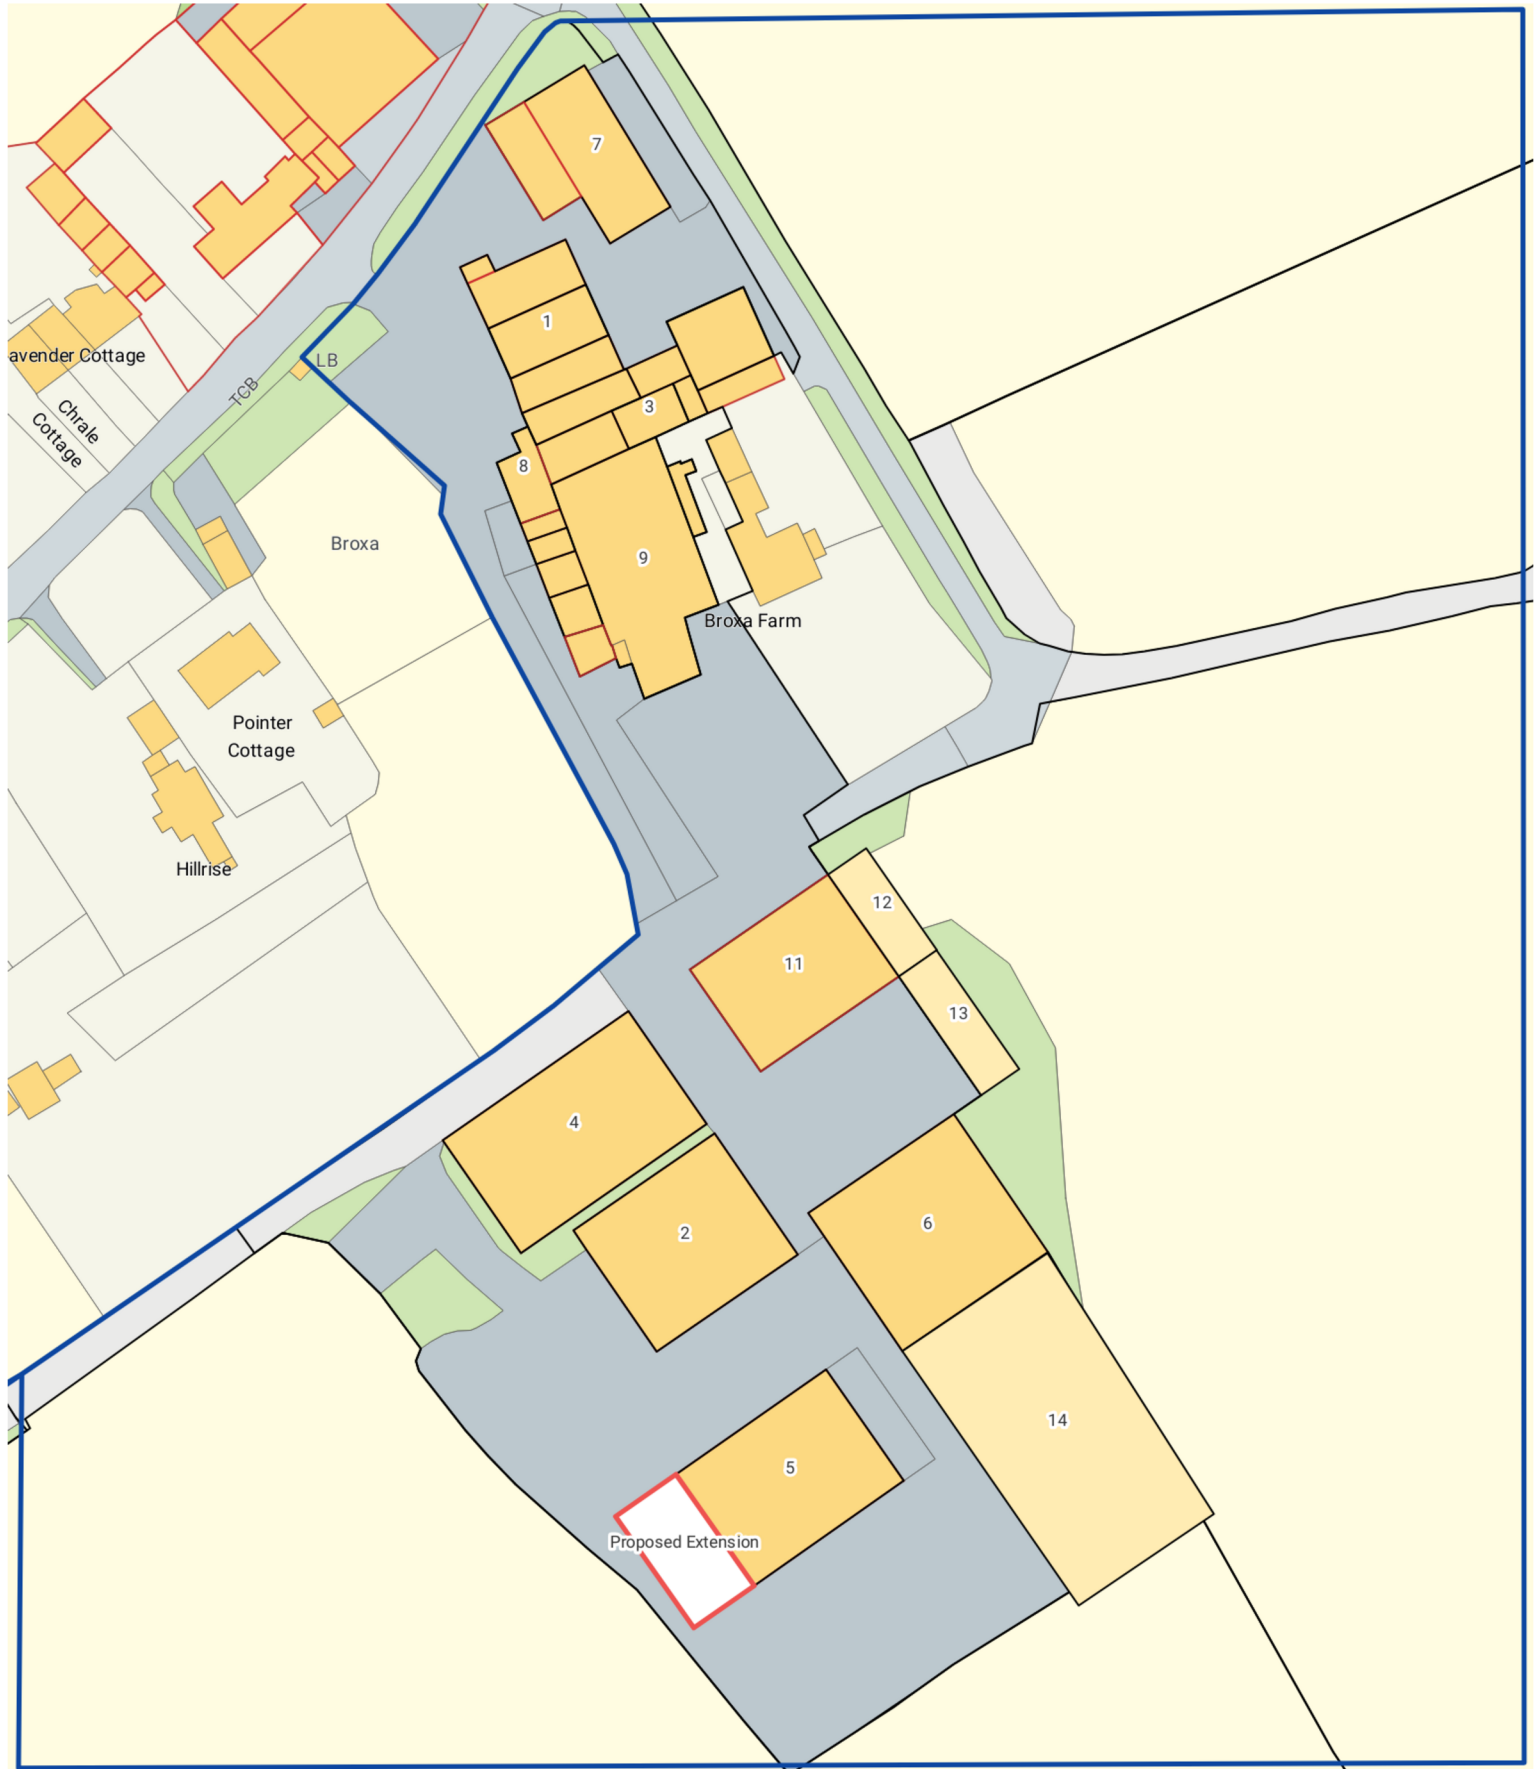 7
1
LB
avender Cottage
TCB
3
Chrale
Cottage
8
Broxa
9
Broxa Farm
Pointer
Cottage
Hillrise
12
11
13
4
2
6
14
5
Proposed Extension